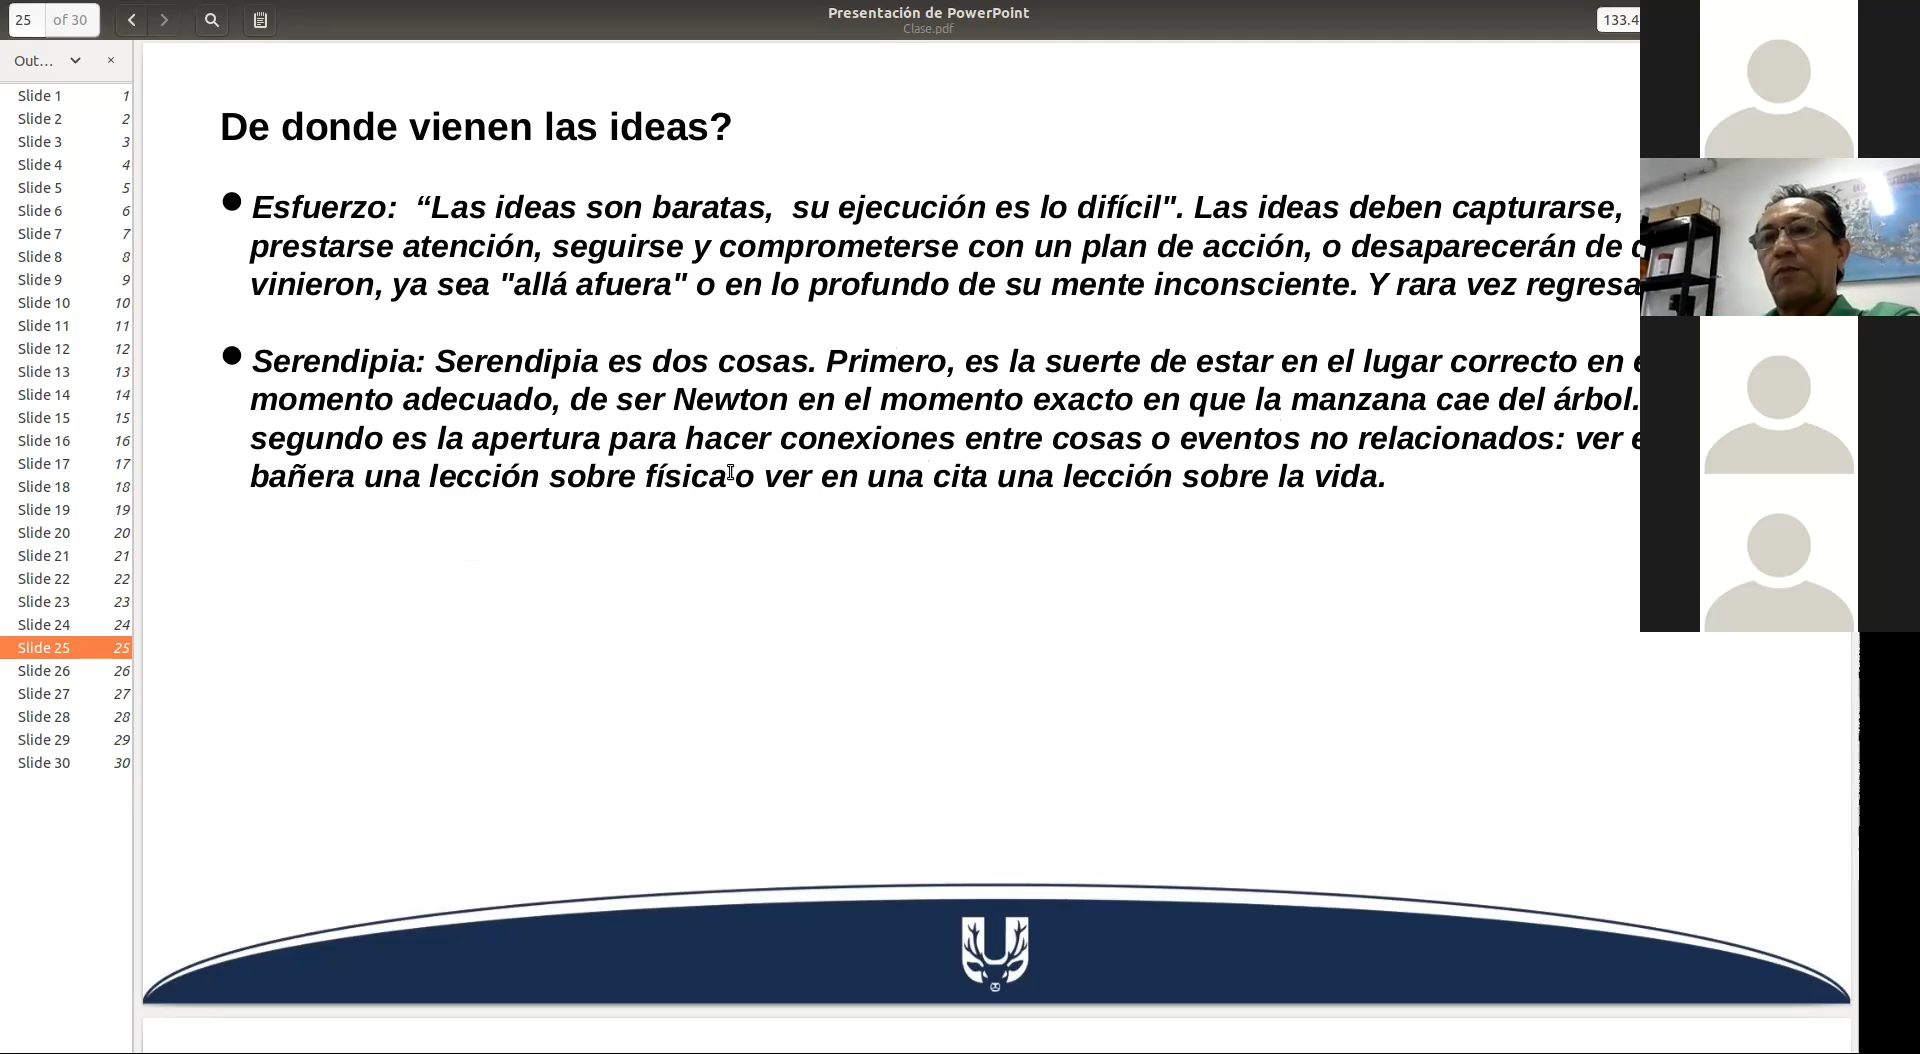 25 of 30
Presentación de PowerPoint
Clase.pdf
133.4
Out...
Slide 1 1
Slide 2 2
Slide 3 3
Slide 4 4
Slide 5 5
Slide 6 6
Slide 7 7
Slide 8 8
Slide 9 9
Slide 10 10
Slide 11 11
Slide 12 12
Slide 13 13
Slide 14 14
Slide 15 15
Slide 16 16
Slide 17 17
Slide 18 18
Slide 19 19
Slide 20 20
Slide 21 21
Slide 22 22
Slide 23 23
Slide 24 24
Slide 25 25
Slide 26 26
Slide 27 27
Slide 28 28
Slide 29 29
Slide 30 30
De donde vienen las ideas?
Esfuerzo: “Las ideas son baratas, su ejecución es lo difícil". Las ideas deben capturarse,
prestarse atención, seguirse y comprometerse con un plan de acción, o desaparecerán de
vinieron, ya sea "allá afuera" o en lo profundo de su mente inconsciente. Y rara vez regresa
Serendipia: Serendipia es dos cosas. Primero, es la suerte de estar en el lugar correcto en
momento adecuado, de ser Newton en el momento exacto en que la manzana cae del árbol.
segundo es la apertura para hacer conexiones entre cosas o eventos no relacionados: ver
bañera una lección sobre física o ver en una cita una lección sobre la vida.
U